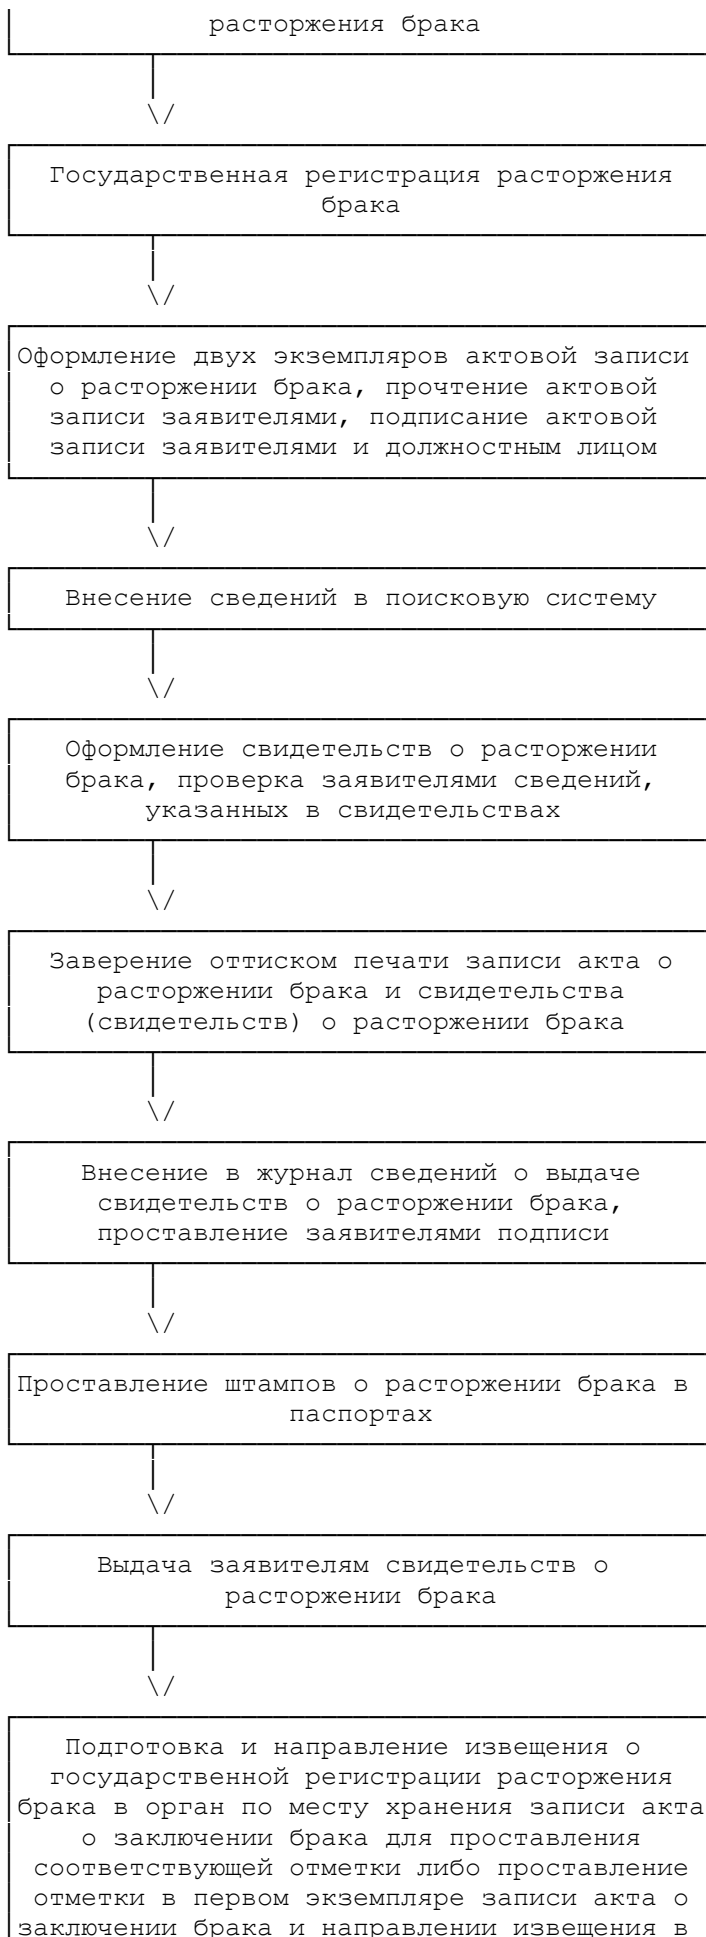 расторжения брака
\/
Государственная регистрация расторжения
брака
\/
Оформление двух экземпляров актовой записи
о расторжении брака, прочтение актовой
записи заявителями, подписание актовой
записи заявителями и должностным лицом
\/
Внесение сведений в поисковую систему
\/
Оформление свидетельств о расторжении
брака, проверка заявителями сведений,
указанных в свидетельствах
\/
Заверение оттиском печати записи акта о
расторжении брака и свидетельства
(свидетельств) о расторжении брака
\/
Внесение в журнал сведений о выдаче
свидетельств о расторжении брака,
проставление заявителями подписи
\/
Проставление штампов о расторжении брака в
паспортах
\/
Выдача заявителям свидетельств о
расторжении брака
\/
Подготовка и направление извещения о
государственной регистрации расторжения
брака в орган по месту хранения записи акта
о заключении брака для проставления
соответствующей отметки либо проставление
отметки в первом экземпляре записи акта о
заключении брака и направлении извещения в